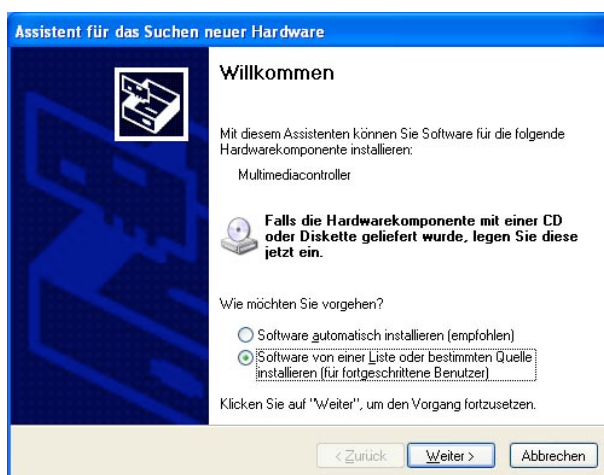 Assistent für das Suchen neuer Hardware
Willkommen
Mit diesem Assistenten können Sie Software für die folgende
Hardwarekomponente installieren:
Multimediacontroller
Falls die Hardwarekomponente mit einer CD
oder Diskette geliefert wurde, legen Sie diese
jetzt ein.
Wie möchten Sie vorgehen?
Software automatisch installieren (empfohlen)
Software von einer Liste oder bestimmten Quelle
installieren (für fortgeschrittene Benutzer)
Klicken Sie auf "Weiter", um den Vorgang fortzusetzen.
< Zurück Weiter > Abbrechen